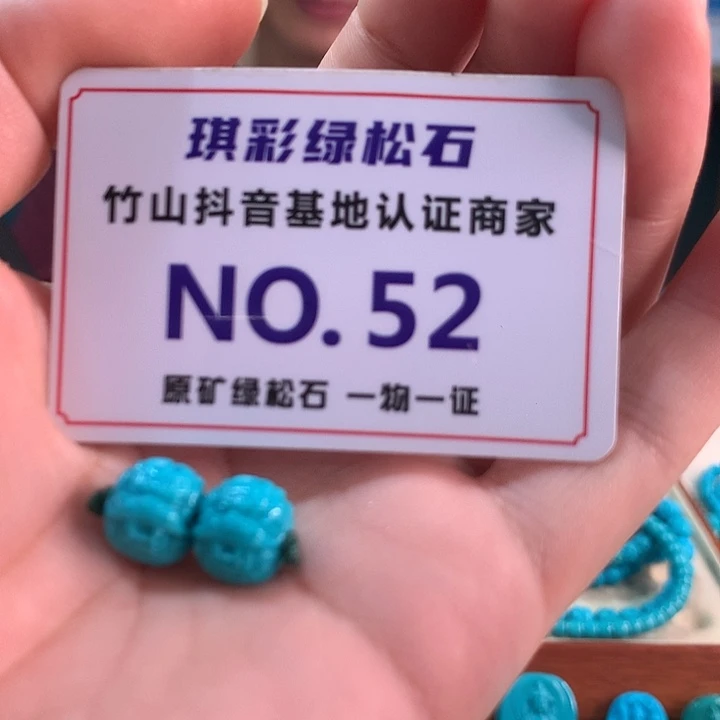 琪彩绿松石
竹山抖音基地认证商家
NO.52
原矿绿松石 一物一证